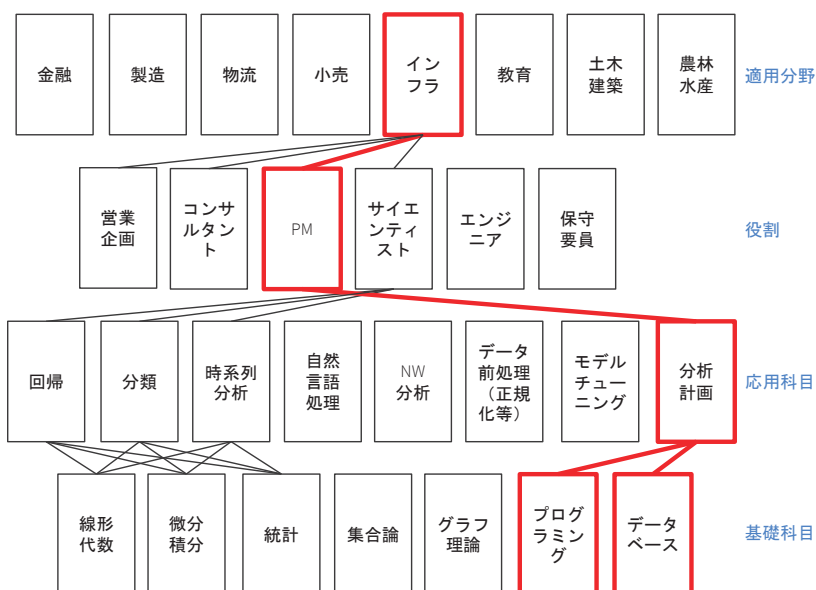 金融
製造
物流
小売
イン
フラ
教育
土木
建築
農林
水産
適用分野
営業
企画
コンサ
ルタン
ト
PM
サイエ
ンティ
スト
エンジ
ニア
保守
要員
役割
回帰
分類
時系列
分析
自然
言語
処理
NW
分析
データ
前処理
（正規
化等）
モデル
チュー
ニング
分析
計画
応用科目
線形
代数
微分
積分
統計
集合論
グラフ
理論
プログ
ラミン
グ
データ
ベース
基礎科目